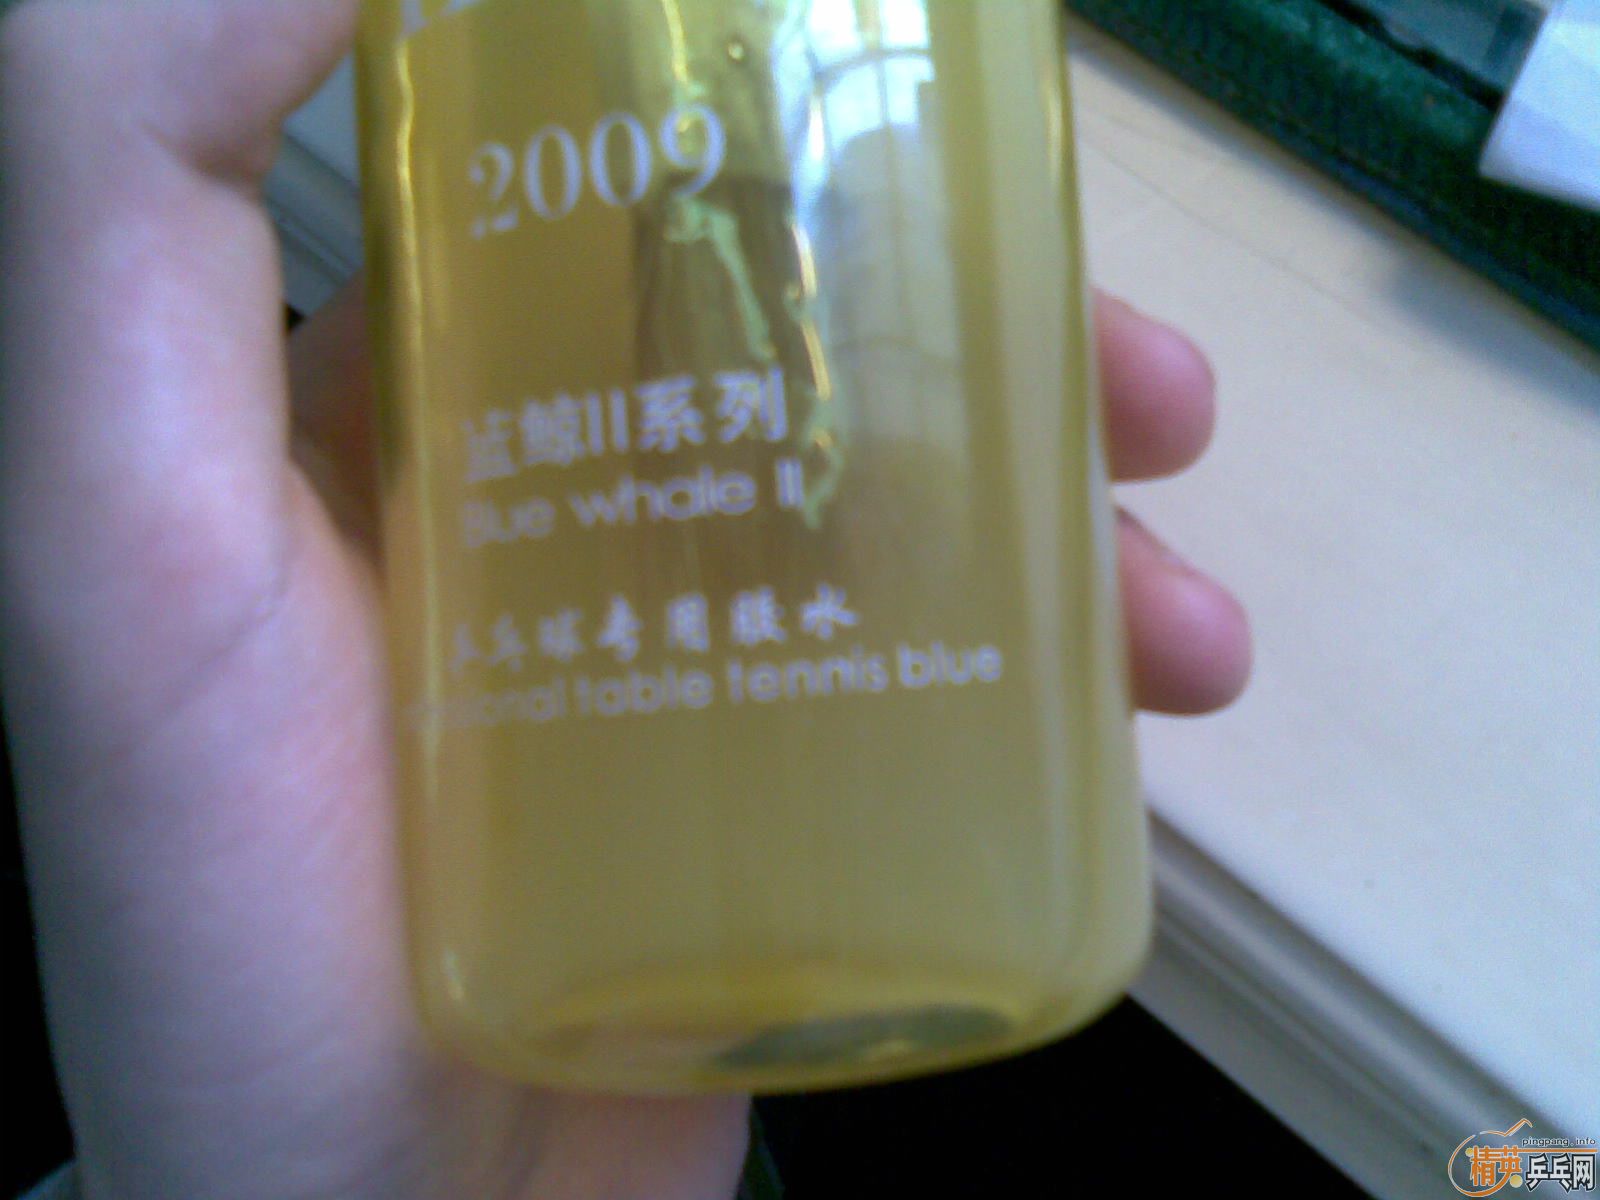 2009
蓝鲸II系列
Blue whale II
乒乓球专用胶水
table tennis blue
pingpang.info
精英乒乓网